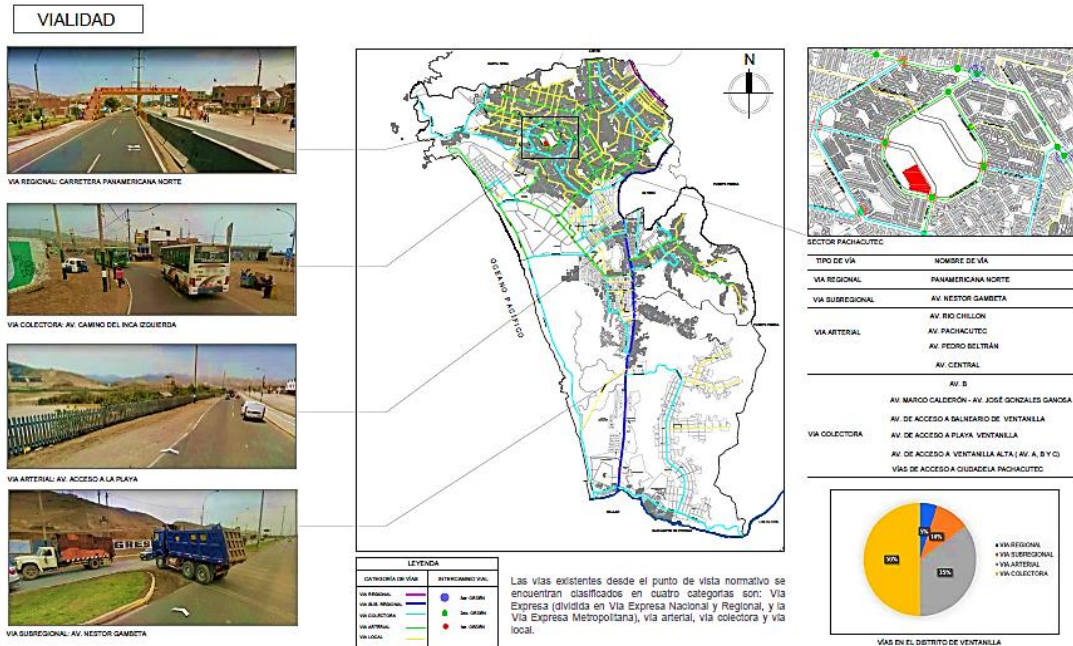 VIALIDAD
VIA REGIONAL: CARRETERA PANAMERICANA NORTE
VIA COLECTORA: AV. CAMINO DEL INCA IZQUIERDA
VIA ARTERIAL: AV. ACCESO A LA PLAYA
VIA SUBREGIONAL: AV. NESTOR GAMBETA
N
OCEANO PACIFICO
LEYENDA
CATEGORÍA DE VÍAS
INTERCAMBIO VIAL
VIA REGIONAL
VIA SUB REGIONAL
VIA COLECTORA
VIA ARTERIAL
VIA LOCAL
3er ORDEN
2do. ORDEN
1er ORDEN
Las vías existentes desde el punto de vista normativo se
encuentran clasificados en cuatro categorías son: Vía
Expresa (dividida en Vía Expresa Nacional y Regional, y la
Vía Expresa Metropolitana), vía arterial, vía colectora y vía
local.
SECTOR PACHACUTEC
TIPO DE VÍA NOMBRE DE VÍA
VIA REGIONAL PANAMERICANA NORTE
VIA SUBREGIONAL AV. NESTOR GAMBETA
VIA ARTERIAL
AV. RIO CHILLON
AV. PACHACUTEC
AV. PEDRO BELTRÁN
AV. CENTRAL
VIA COLECTORA
AV. B
AV. MARCO CALDERÓN - AV. JOSÉ GONZALES GANOSA
AV. DE ACCESO A BALNEARIO DE VENTANILLA
AV. DE ACCESO A PLAYA VENTANILLA
AV. DE ACCESO A VENTANILLA ALTA ( AV. A, B Y C)
VÍAS DE ACCESO A CIUDADELA PACHACUTEC
5%
10%
35%
50%
VIA REGIONAL
VIA SUBREGIONAL
VIA ARTERIAL
VIA COLECTORA
VÍAS EN EL DISTRITO DE VENTANILLA